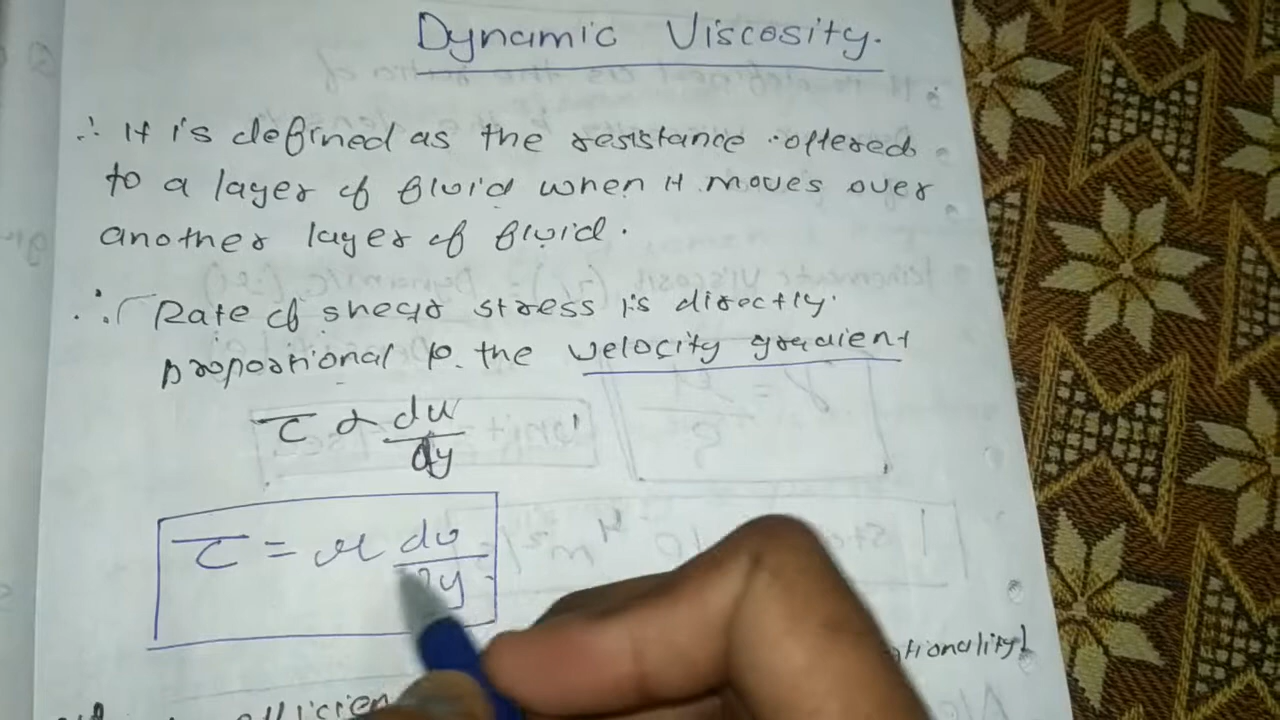 Dynamic Viscosity.
∴ It is defined as the resistance offered
to a layer of fluid when it moves over
another layer of fluid.
∴ Rate of shear stress is directly
proportional to the velocity gradient
τ ∝ du/dy
τ = μ du/dy